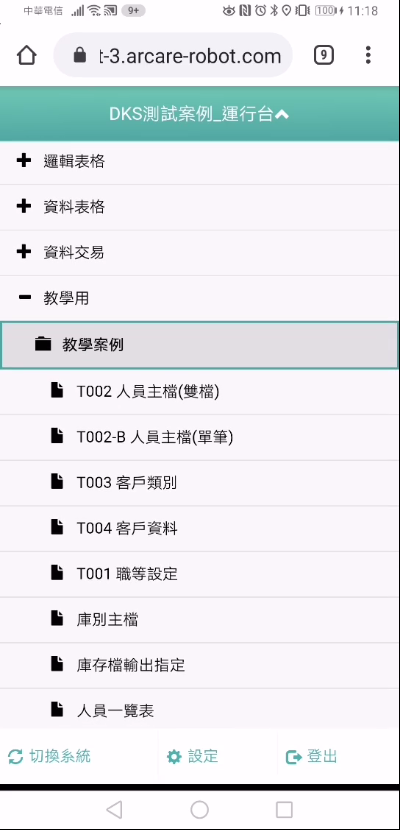 中華電信 9+ 100 11:18
t-3.arcare-robot.com 9
DKS測試案例_運行台
邏輯表格
資料表格
資料交易
教學用
教學案例
T002 人員主檔(雙檔)
T002-B 人員主檔(單筆)
T003 客戶類別
T004 客戶資料
T001 職等設定
庫別主檔
庫存檔輸出指定
人員一覽表
切換系統 設定 登出